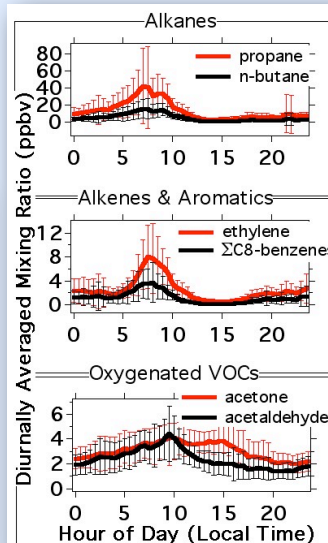 Alkanes
propane
n-butane
80
60
40
20
0
0 5 10 15 20
Alkenes & Aromatics
ethylene
ΣC8-benzenes
12
8
4
0
0 5 10 15 20
Oxygenated VOCs
acetone
acetaldehyde
6
4
2
0
0 5 10 15 20
Hour of Day (Local Time)
Diurnally Averaged Mixing Ratio (ppbv)